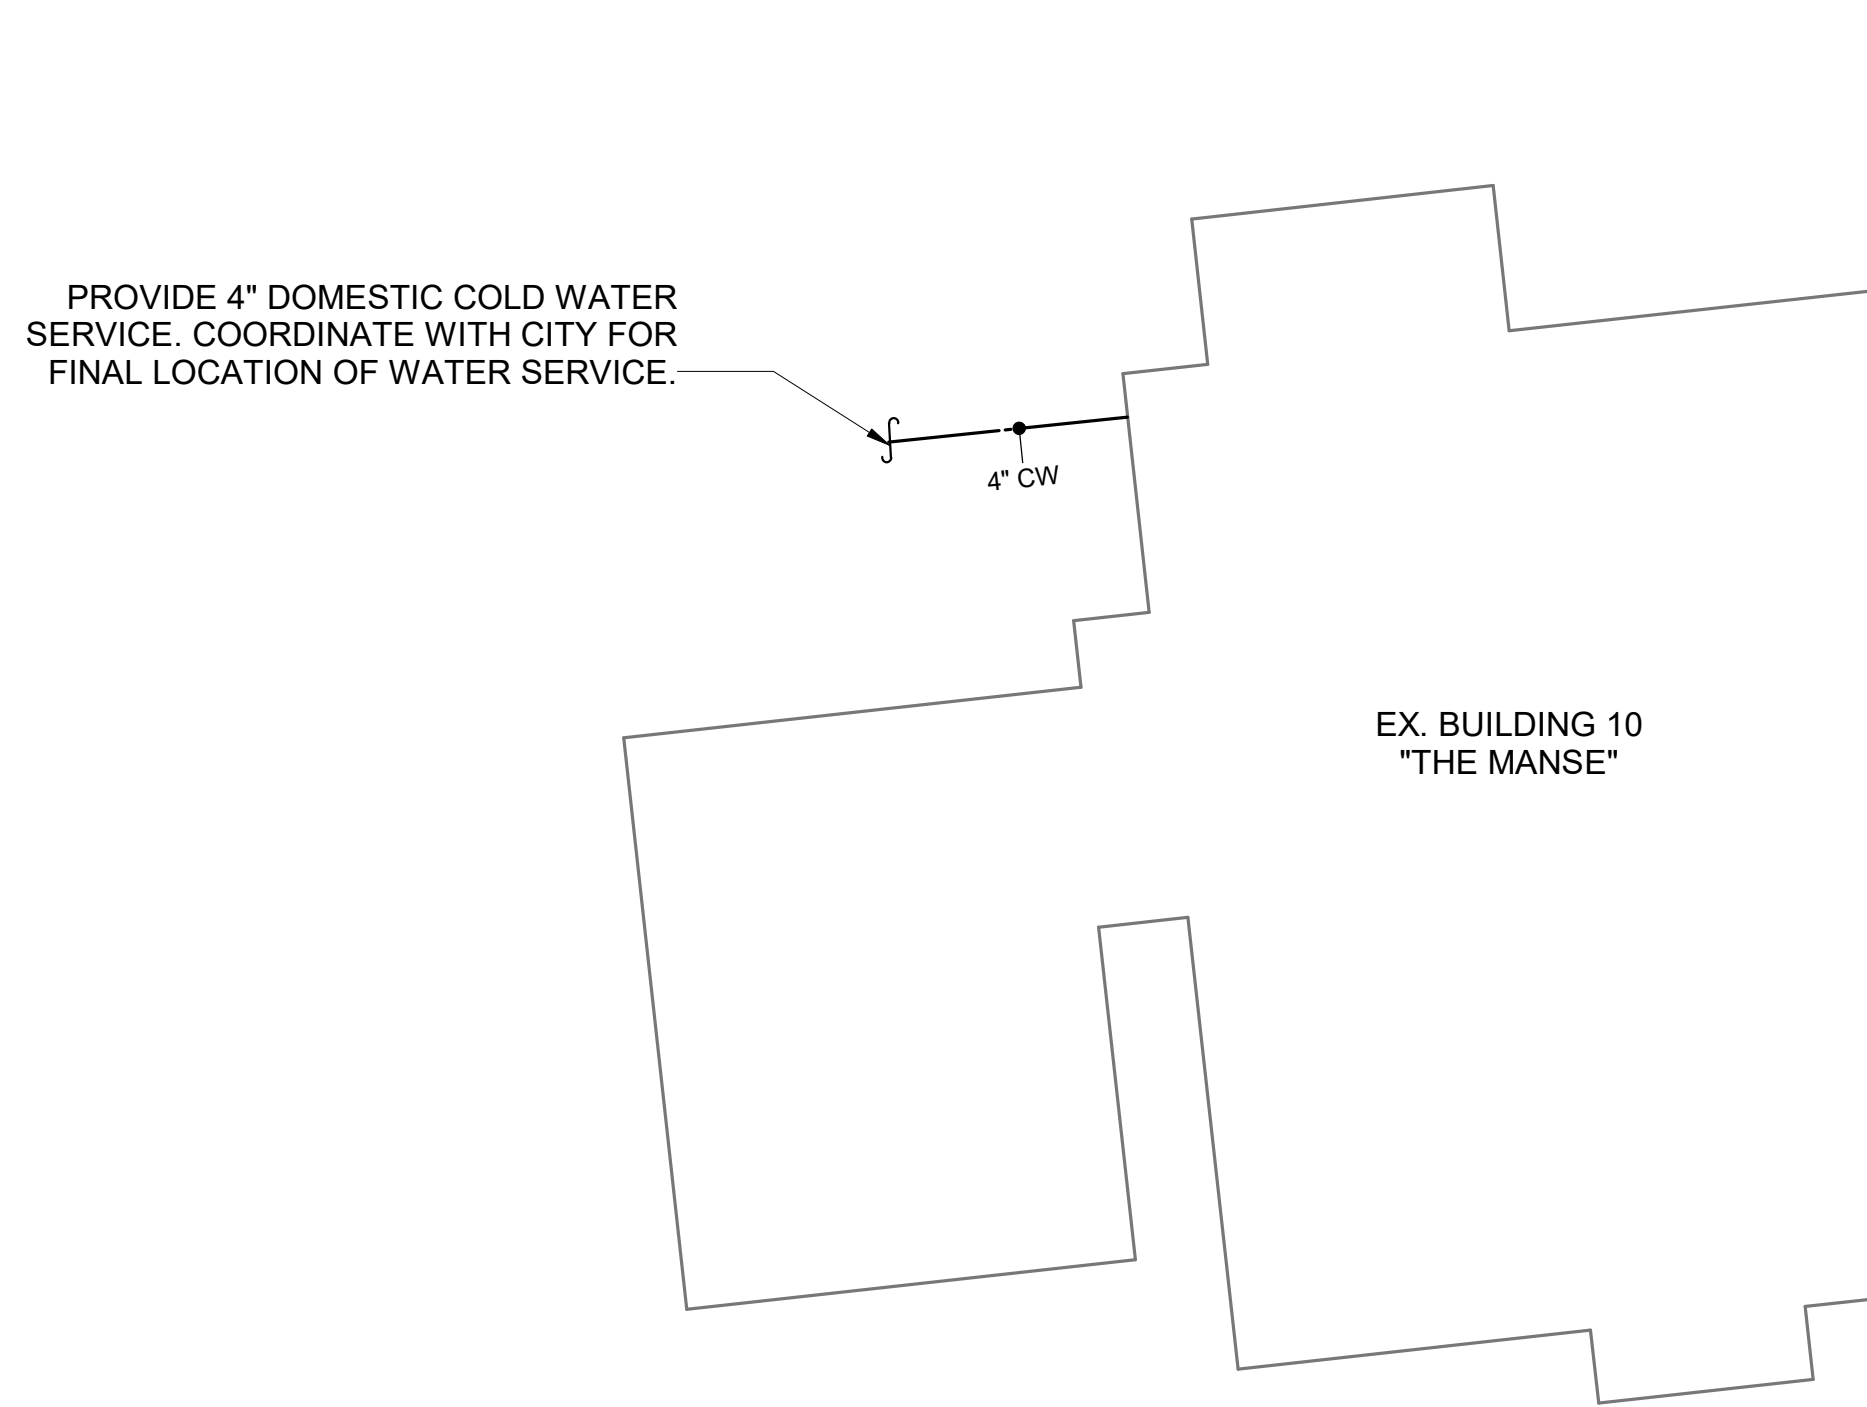 PROVIDE 4" DOMESTIC COLD WATER
SERVICE. COORDINATE WITH CITY FOR
FINAL LOCATION OF WATER SERVICE.
4" CW
EX. BUILDING 10
"THE MANSE"